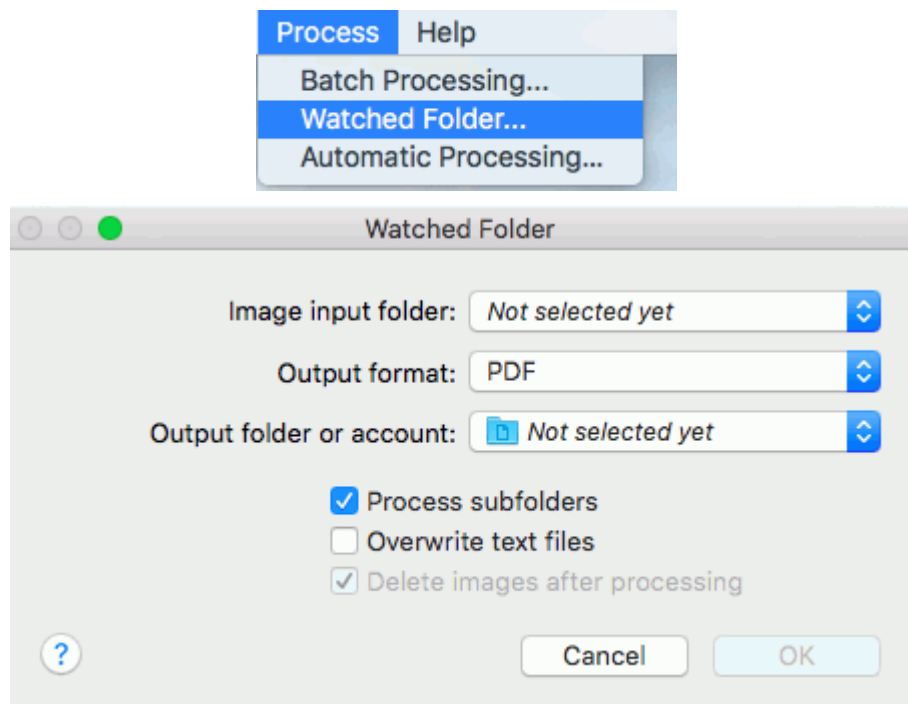 Process Help
Batch Processing...
Watched Folder...
Automatic Processing...
Watched Folder
Image input folder: Not selected yet
Output format: PDF
Output folder or account: Not selected yet
Process subfolders
Overwrite text files
Delete images after processing
? Cancel OK